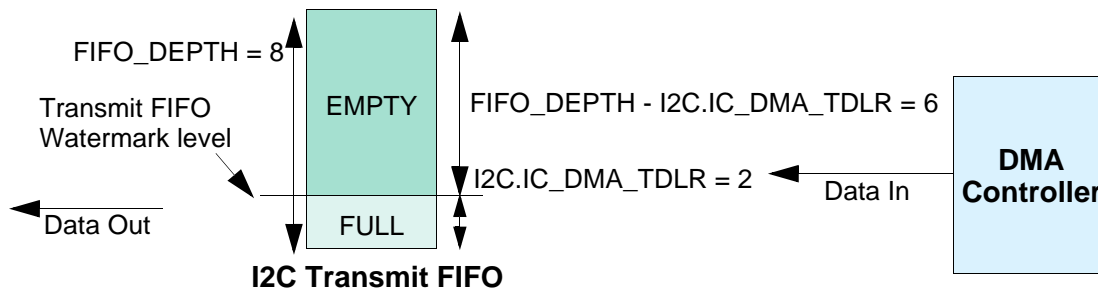 FIFO_DEPTH = 8
EMPTY
FIFO_DEPTH - I2C.IC_DMA_TDLR = 6
Transmit FIFO
Watermark level
I2C.IC_DMA_TDLR = 2
DMA
Controller
Data In
Data Out
FULL
I2C Transmit FIFO